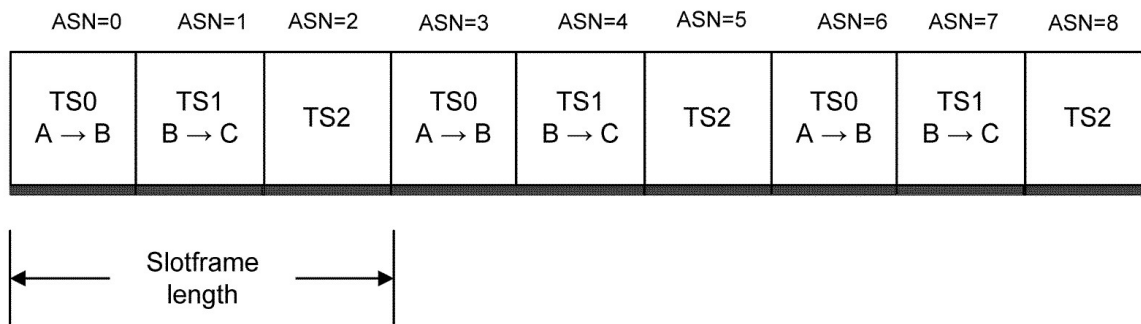 ASN=0 ASN=1 ASN=2 ASN=3 ASN=4 ASN=5 ASN=6 ASN=7 ASN=8
TS0 TS1 TS2 TS0 TS1 TS2 TS0 TS1 TS2
A → B B → C A → B B → C A → B B → C
Slotframe
length